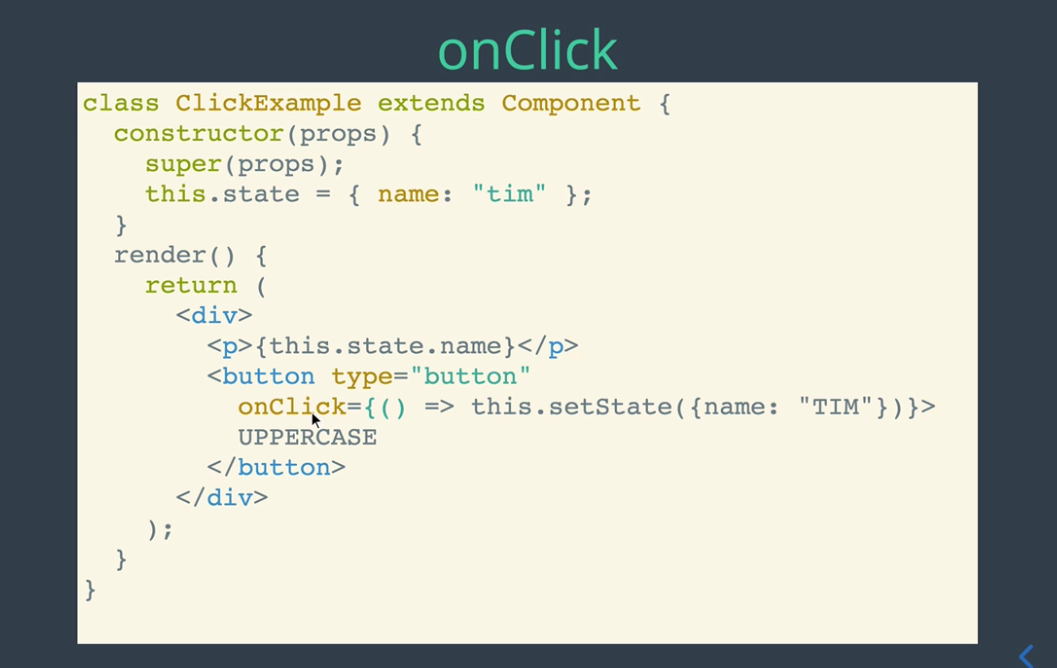 onClick
class ClickExample extends Component {
  constructor(props) {
    super(props);
    this.state = { name: "tim" };
  }
  render() {
    return (
      <div>
        <p>{this.state.name}</p>
        <button type="button"
          onClick={() => this.setState({name: "TIM"})}>
          UPPERCASE
        </button>
      </div>
    );
  }
}